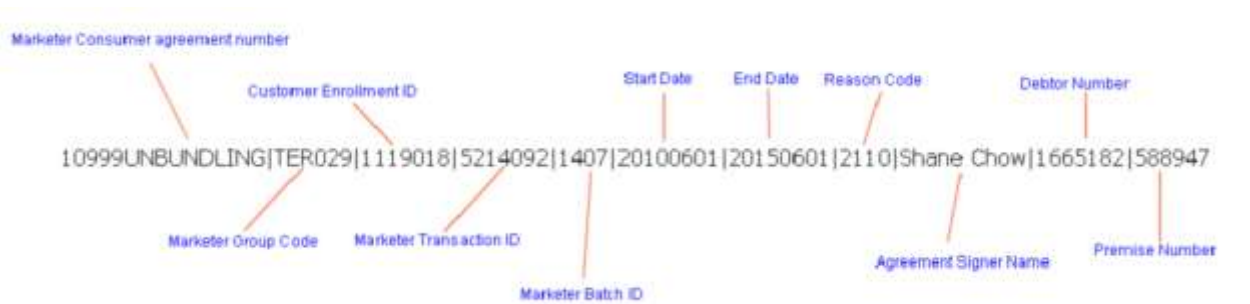 Marketer Consumer agreement number
Customer Enrollment ID
Start Date
End Date
Reason Code
Debtor Number
10999UNBUNDLING|TER029|1119018|5214092|1407|20100601|20150601|2110|Shane Chow|1665182|588947
Marketer Group Code
Marketer Transaction ID
Marketer Batch ID
Agreement Signer Name
Premise Number